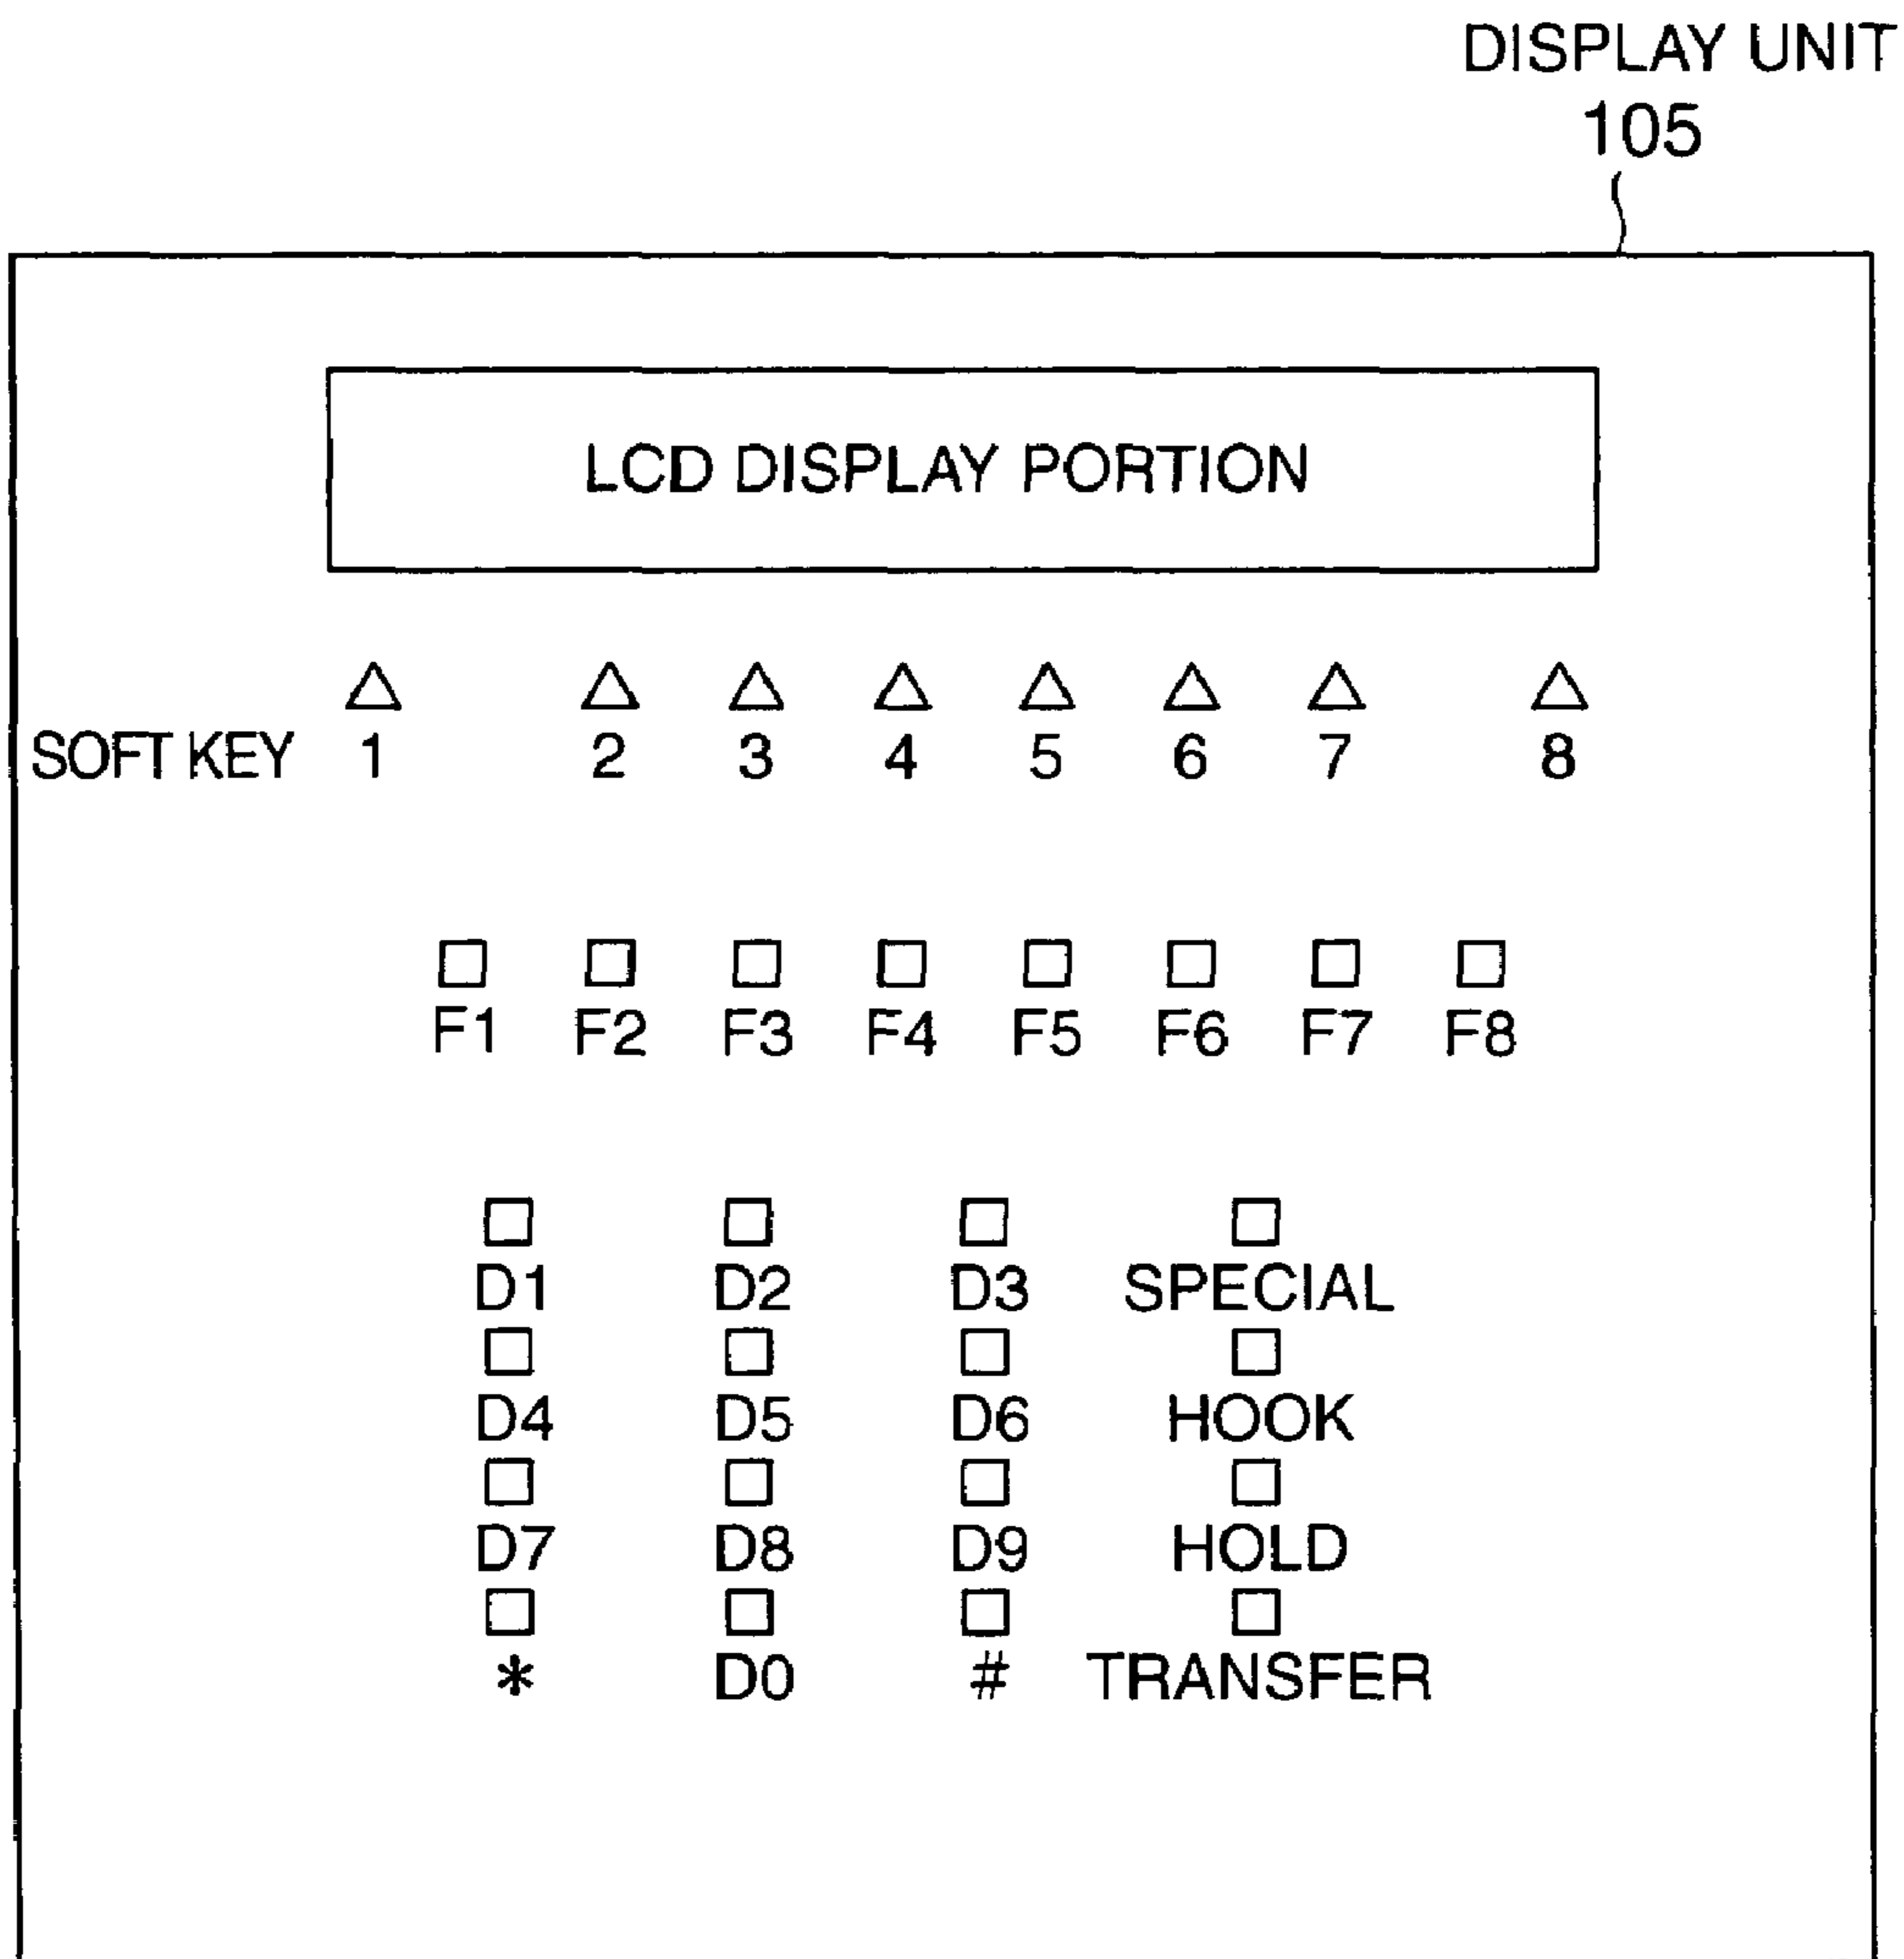 DISPLAY UNIT
105
LCD DISPLAY PORTION
SOFT KEY 1 2 3 4 5 6 7 8
F1 F2 F3 F4 F5 F6 F7 F8
D1 D2 D3 SPECIAL
D4 D5 D6 HOOK
D7 D8 D9 HOLD
* D0 # TRANSFER